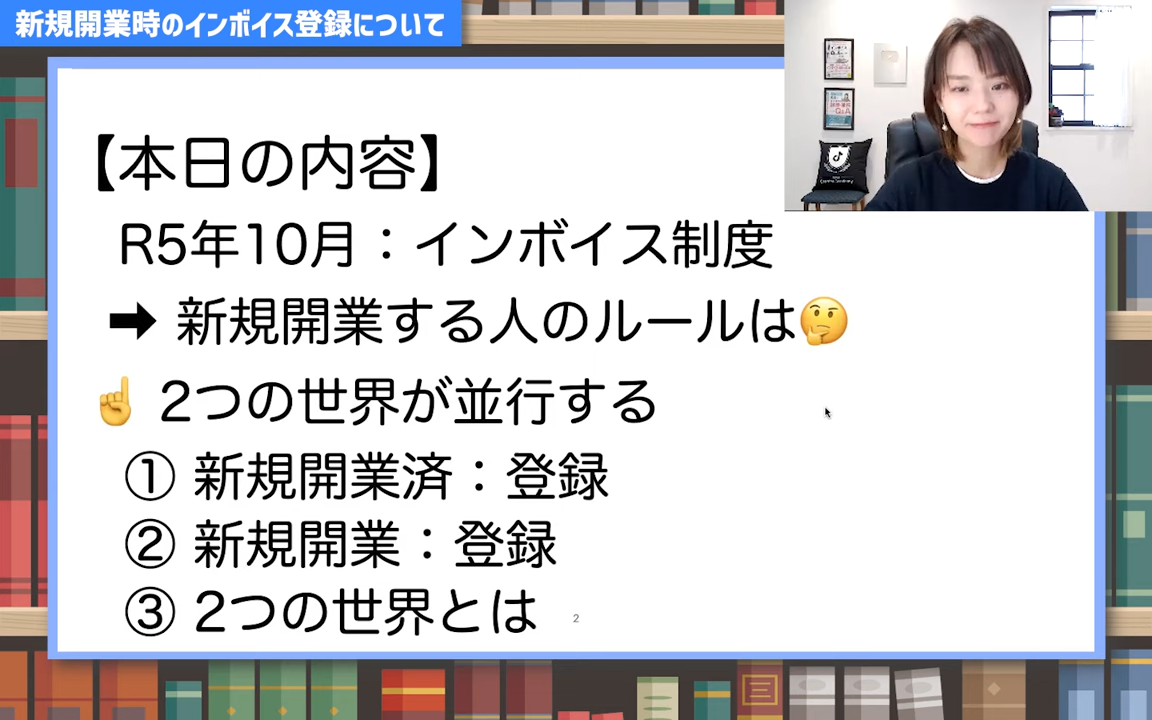 新規開業時のインボイス登録について
【本日の内容】
R5年10月：インボイス制度
➡ 新規開業する人のルールは🤔
☝ 2つの世界が並行する
① 新規開業済：登録
② 新規開業：登録
③ 2つの世界とは
2